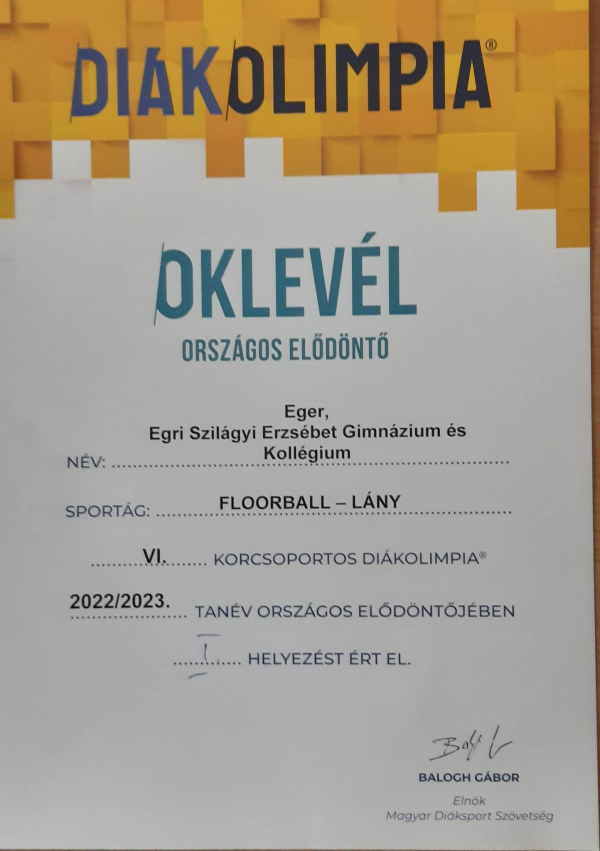 DIÁKOLIMPIA®
OKLEVÉL
ORSZÁGOS ELŐDÖNTŐ
Eger,
Egri Szilágyi Erzsébet Gimnázium és
Kollégium
NÉV:
SPORTÁG: FLOORBALL – LÁNY
VI. KORCSOPORTOS DIÁKOLIMPIA®
2022/2023. TANÉV ORSZÁGOS ELŐDÖNTŐJÉBEN
I. HELYEZÉST ÉRT EL.
BALOGH GÁBOR
Elnök
Magyar Diáksport Szövetség